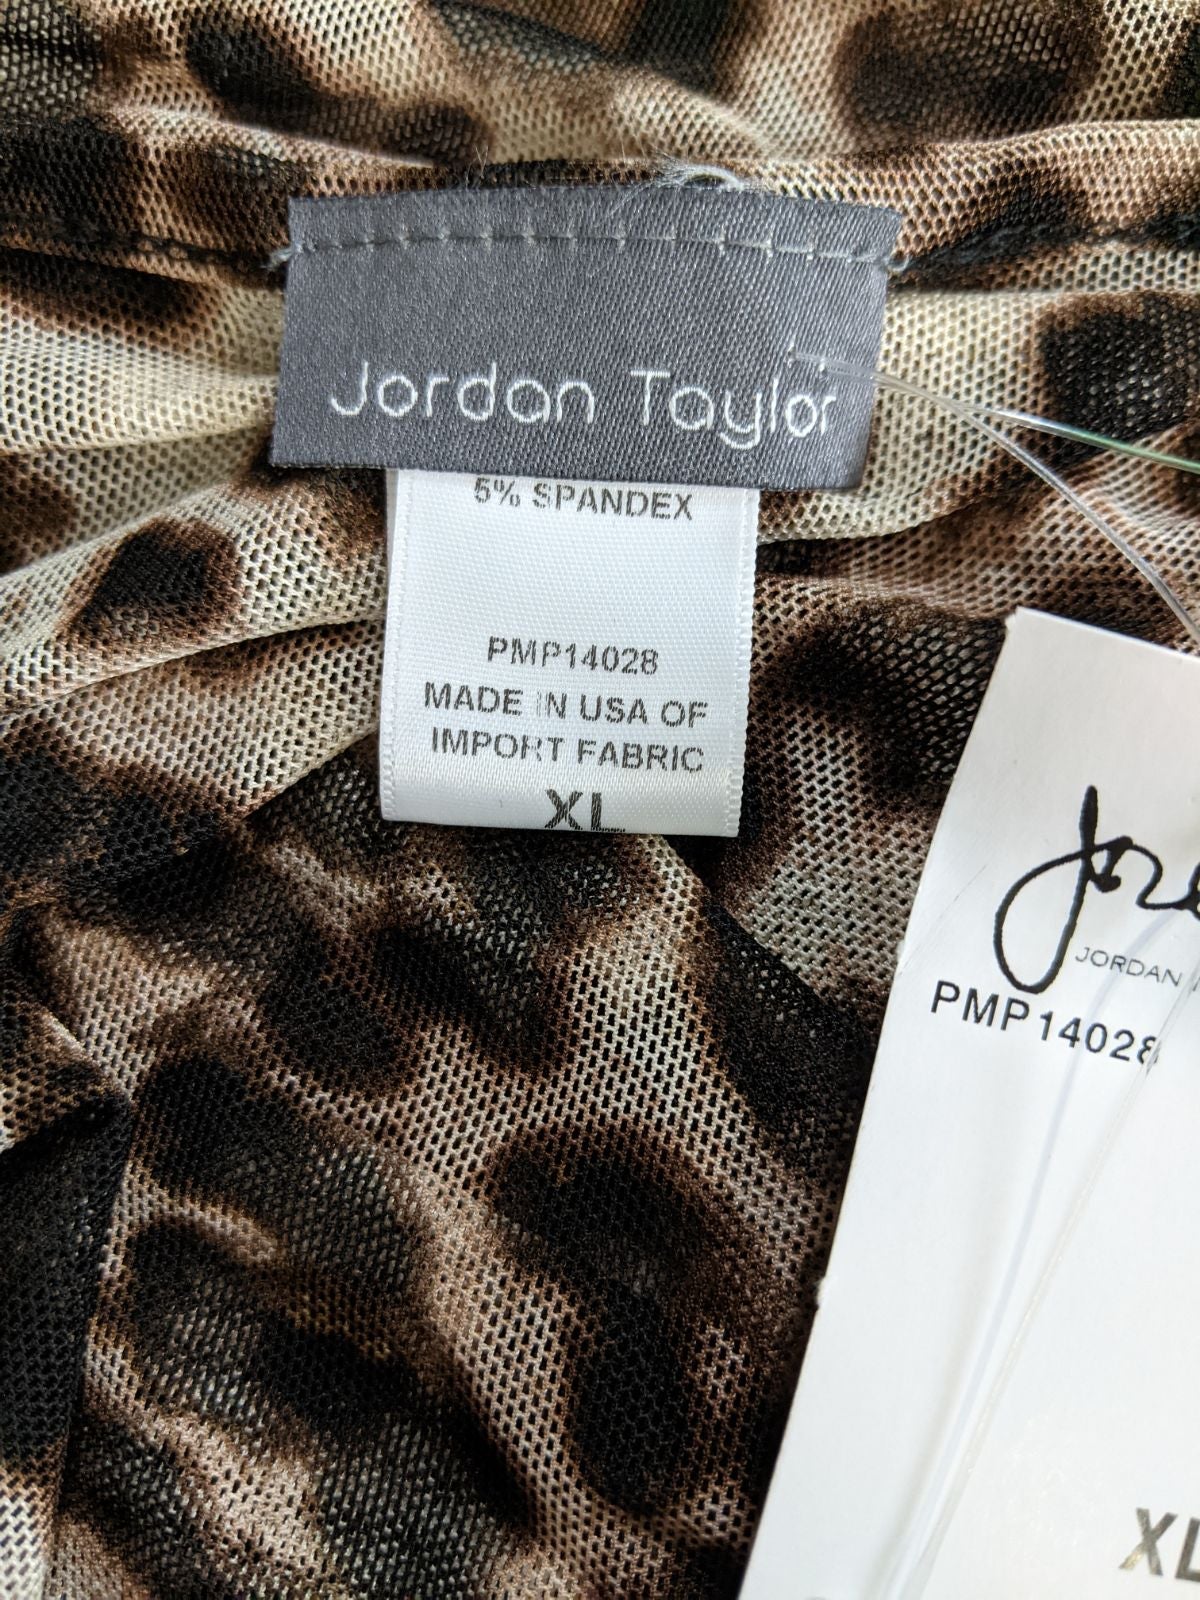 Jordan Taylor
5% SPANDEX
PMP14028
MADE IN USA OF
IMPORT FABRIC
XL
JORDAN
PMP14028
XL